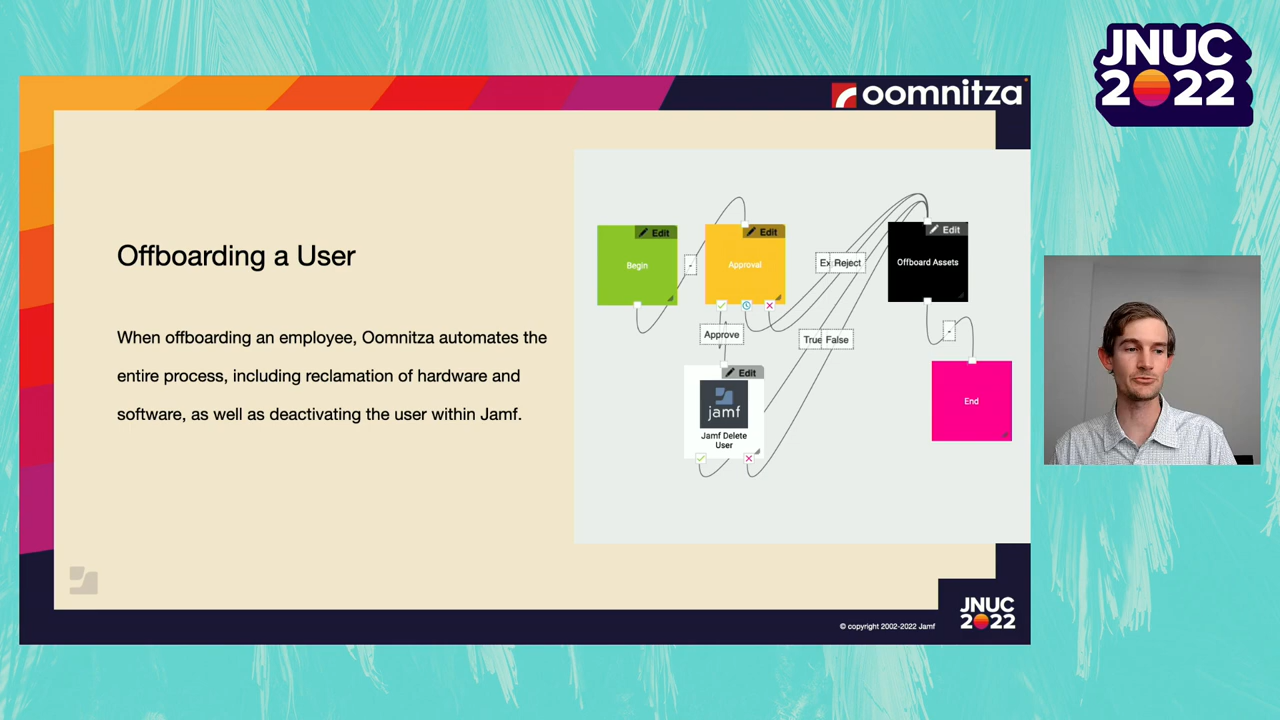 JNUC
2022
oomnitza
Offboarding a User
When offboarding an employee, Oomnitza automates the
entire process, including reclamation of hardware and
software, as well as deactivating the user within Jamf.
Edit
Begin
-
Edit
Approval
Ex
Reject
Edit
Offboard Assets
Approve
True
False
-
Edit
jamf
Jamf Delete
User
End
JNUC
2022
© copyright 2002-2022 Jamf